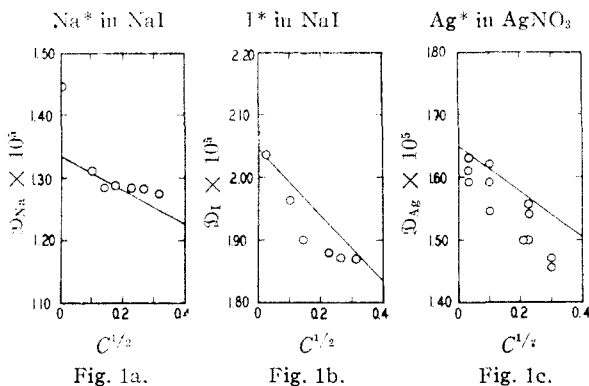 Na* in NaI I* in NaI Ag* in AgNO₃
1.50 2.20 1.80
1.40 2.10 1.70
𝔇Na × 10⁵ 𝔇I × 10⁵ 𝔇Ag × 10⁵
1.30 2.00 1.60
1.20 1.90 1.50
1.10 1.80 1.40
0 0.2 0.4 0 0.2 0.4 0 0.2 0.4
C1/2 C1/2 C1/2
Fig. 1a. Fig. 1b. Fig. 1c.